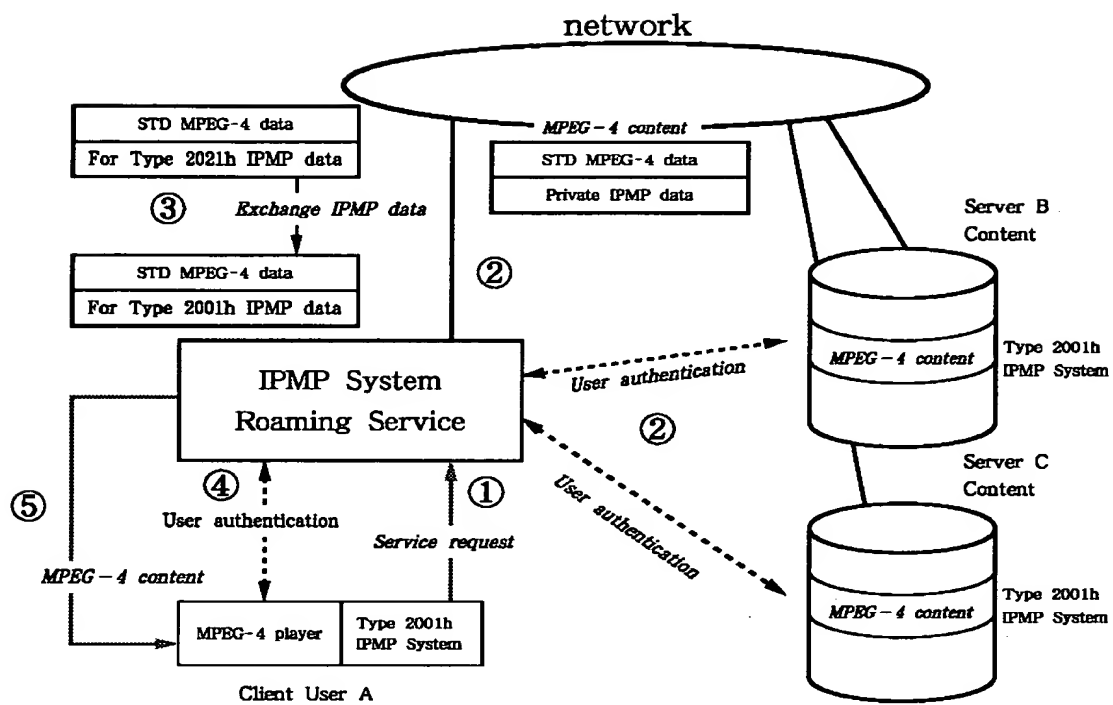 network
MPEG-4 content
STD MPEG-4 data
Private IPMP data
STD MPEG-4 data
For Type 2021h IPMP data
③
Exchange IPMP data
STD MPEG-4 data
For Type 2001h IPMP data
②
Server B
Content
MPEG-4 content
Type 2001h
IPMP System
IPMP System
Roaming Service
User authentication
②
User authentication
Server C
Content
MPEG-4 content
Type 2001h
IPMP System
④
User authentication
①
Service request
⑤
MPEG-4 content
MPEG-4 player
Type 2001h
IPMP System
Client User A